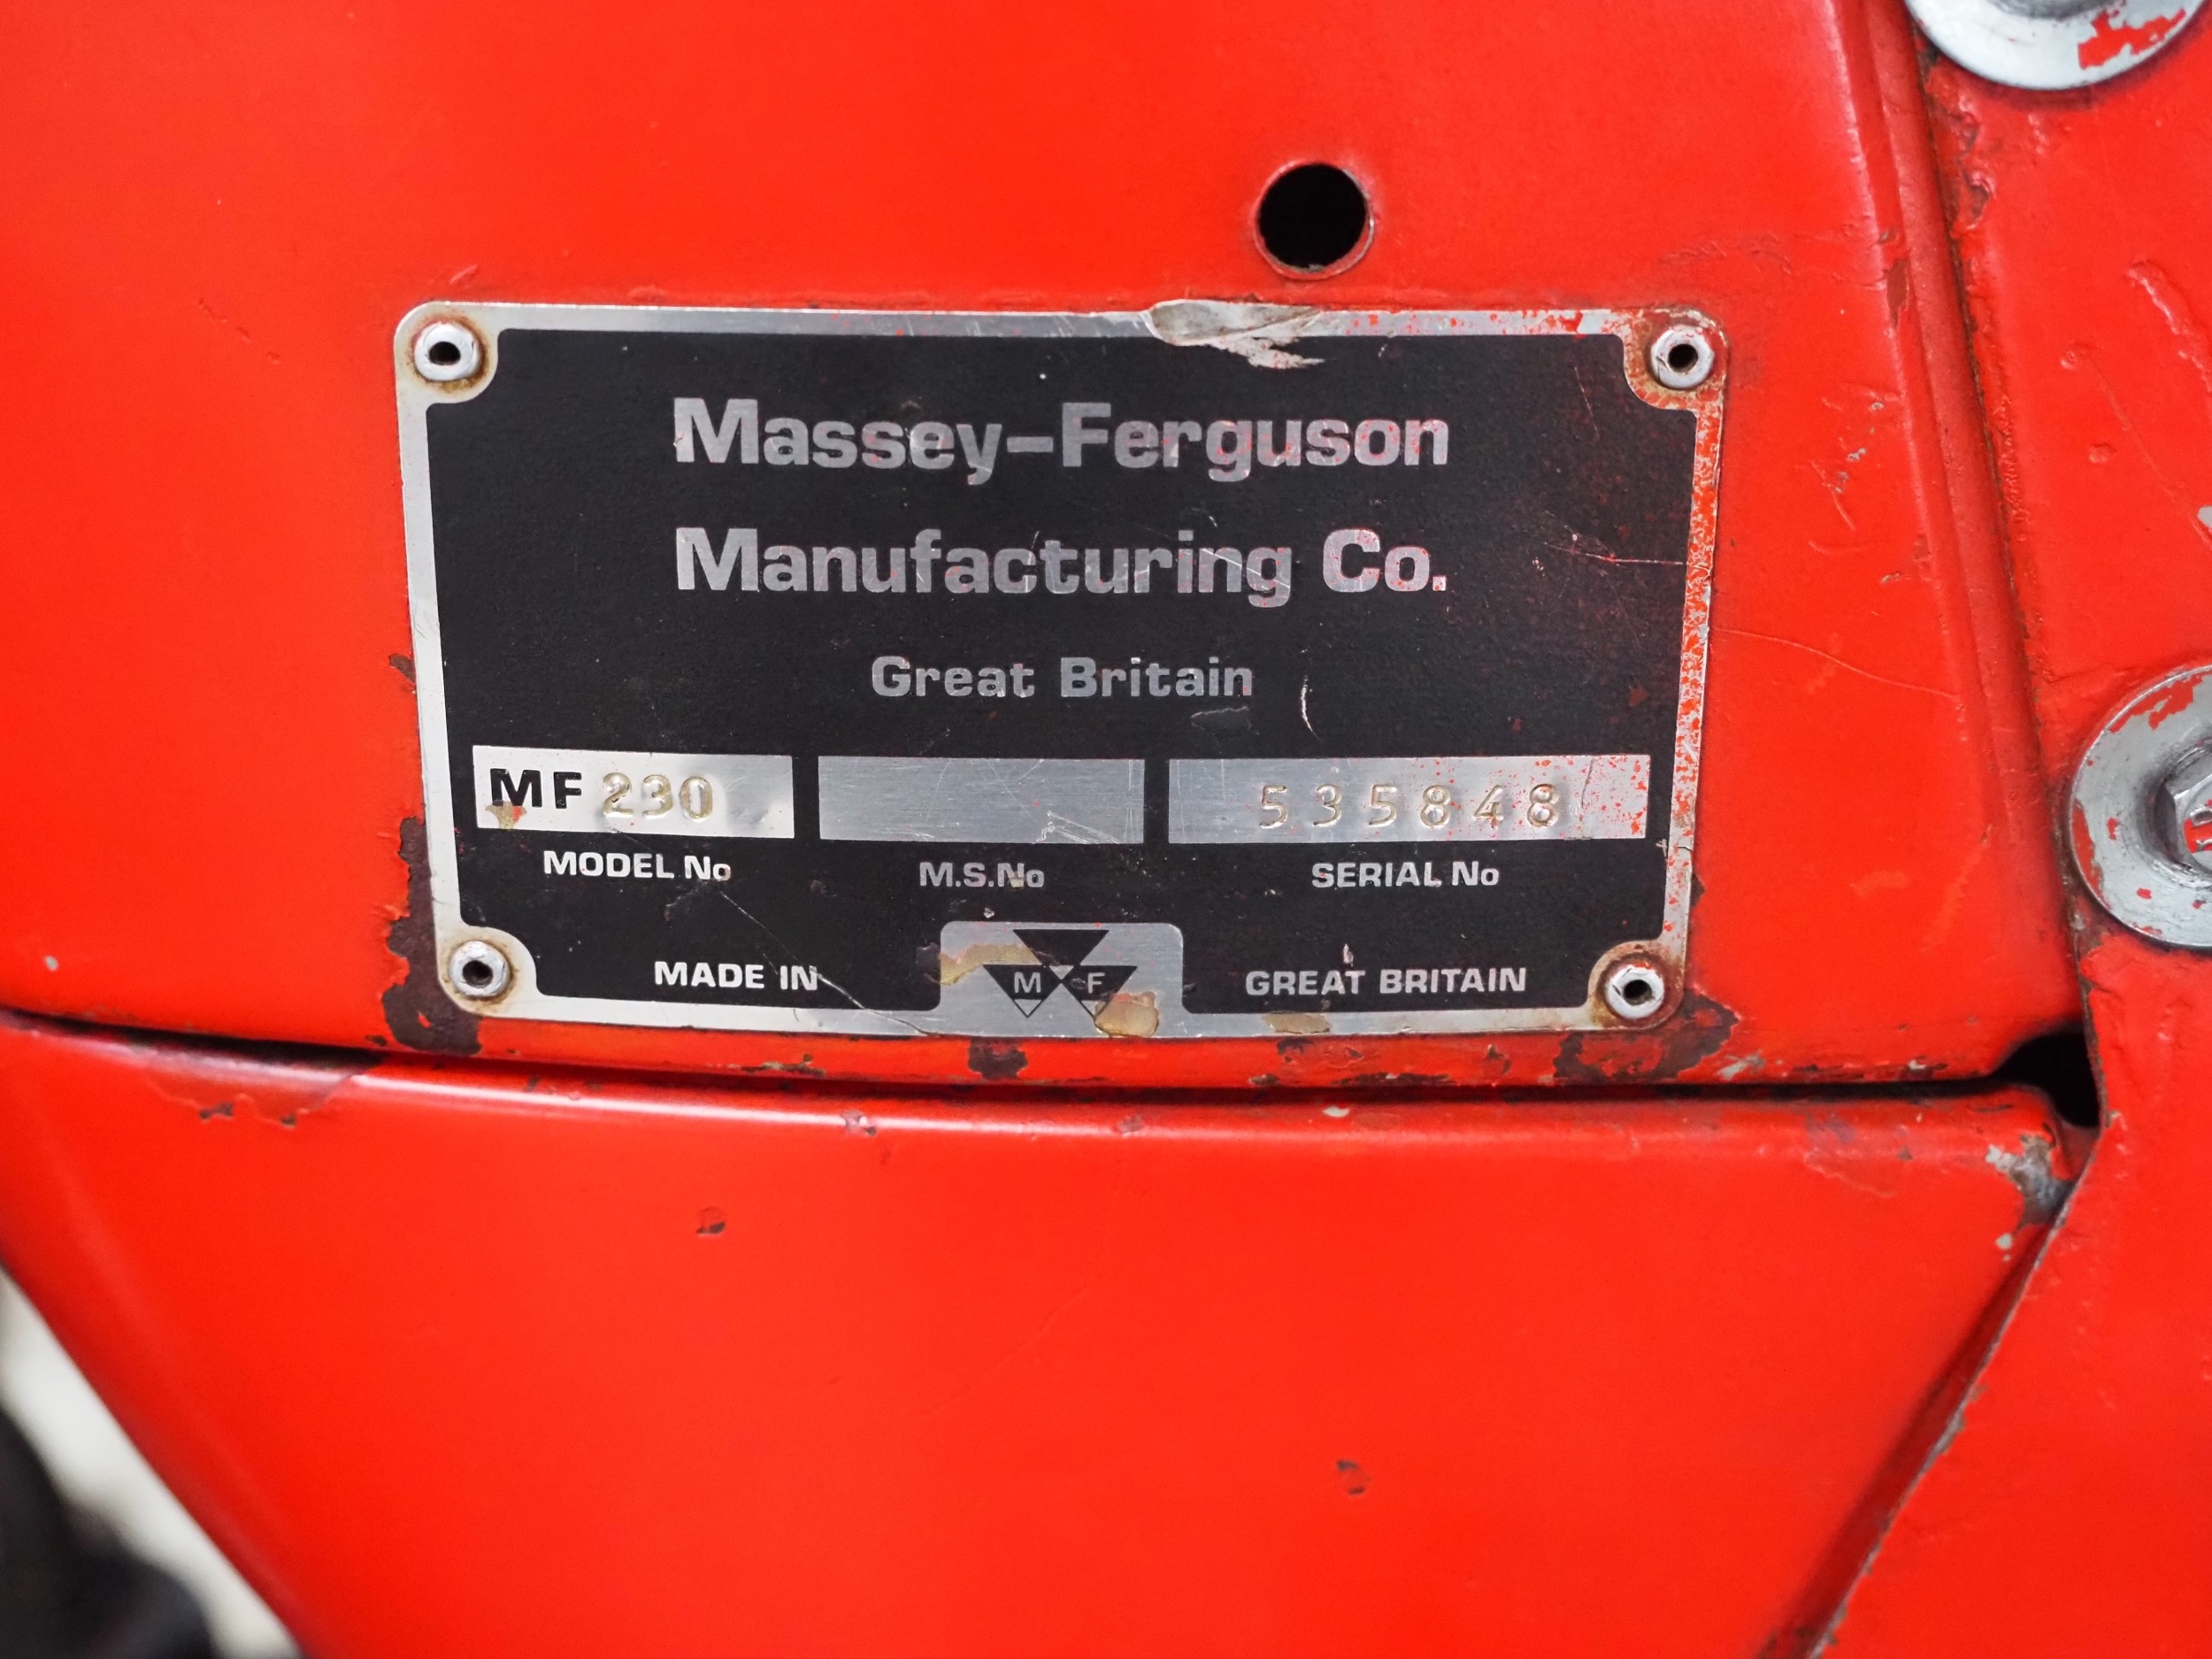 Massey-Ferguson
Manufacturing Co.
Great Britain
MF 230 535848
MODEL No M.S.No SERIAL No
MADE IN M F GREAT BRITAIN